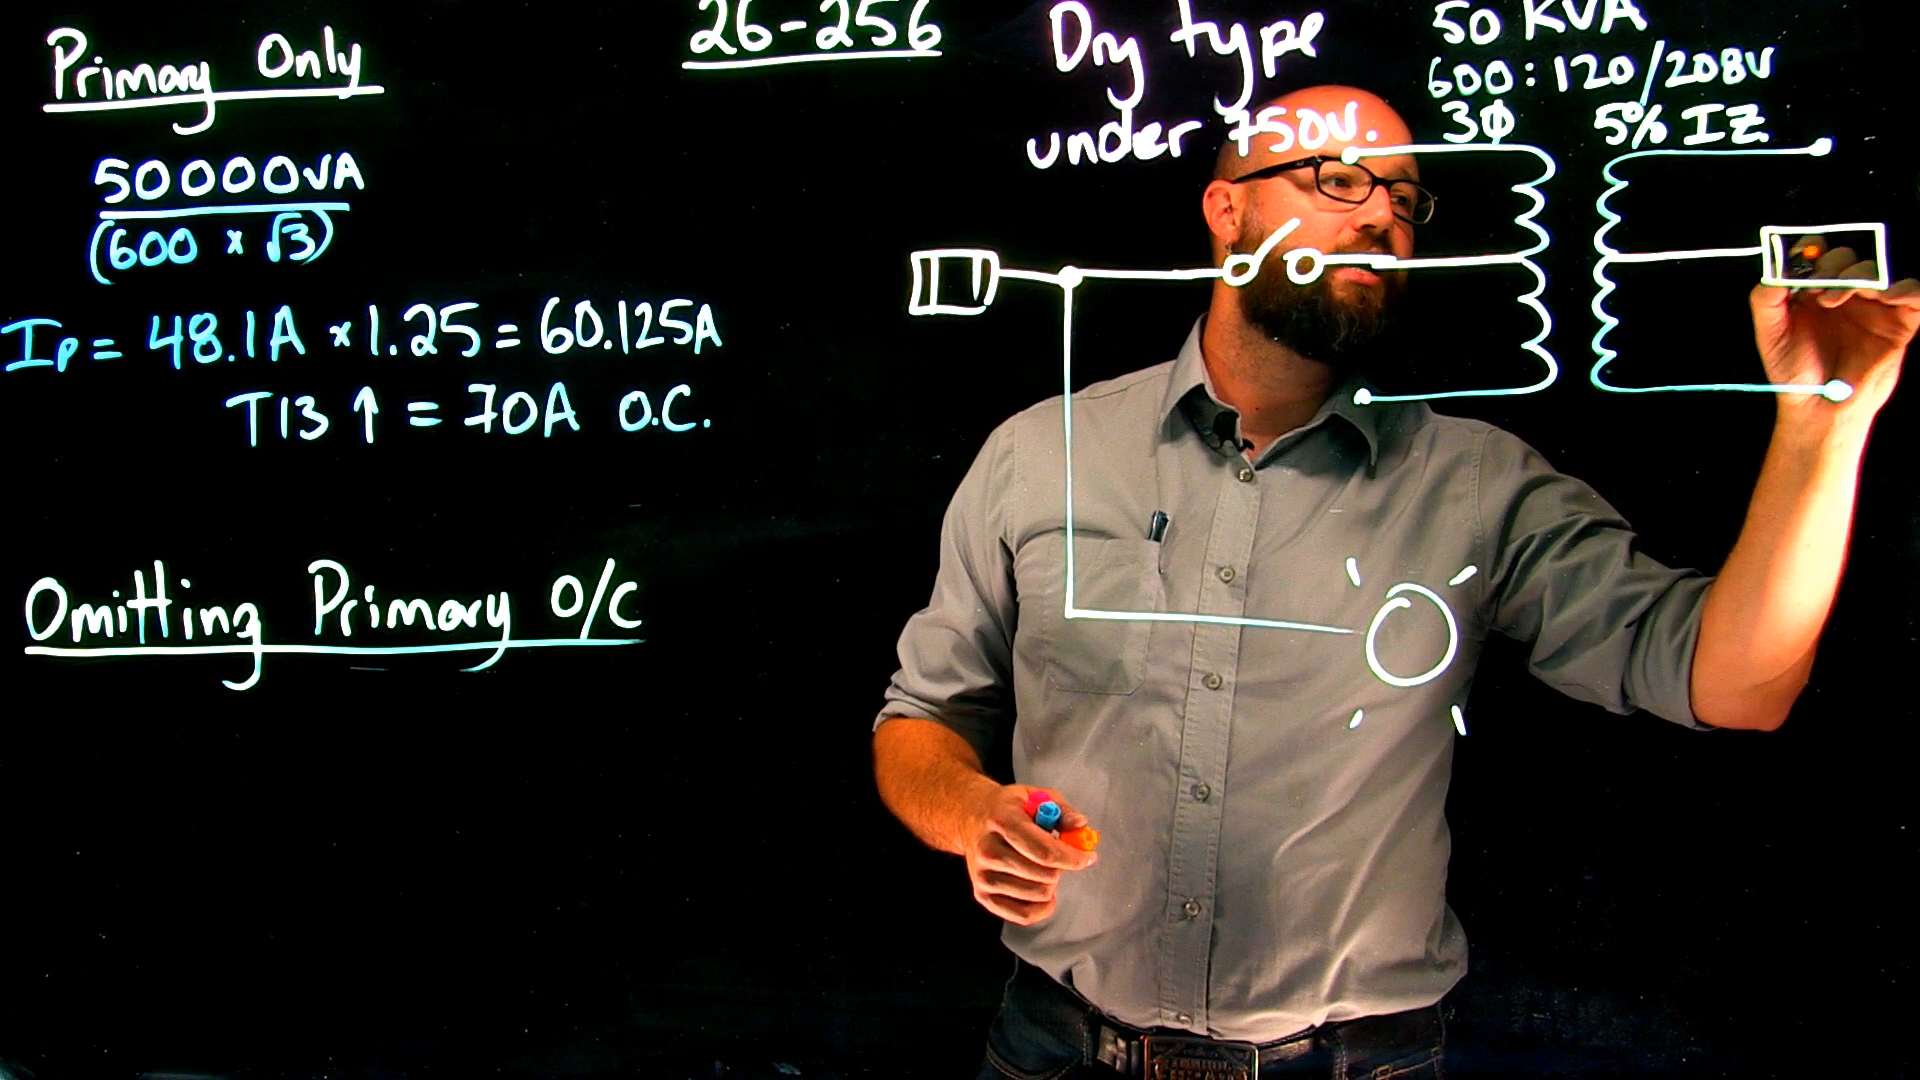 Primary Only
50000VA
(600 × √3)
Ip = 48.1A × 1.25 = 60.125A
T13 ↑ = 70A O.C.
Omitting Primary O/C
26-256
Dry type
under 750V.
50 KVA
600:120/208V
3Φ 5% IZ